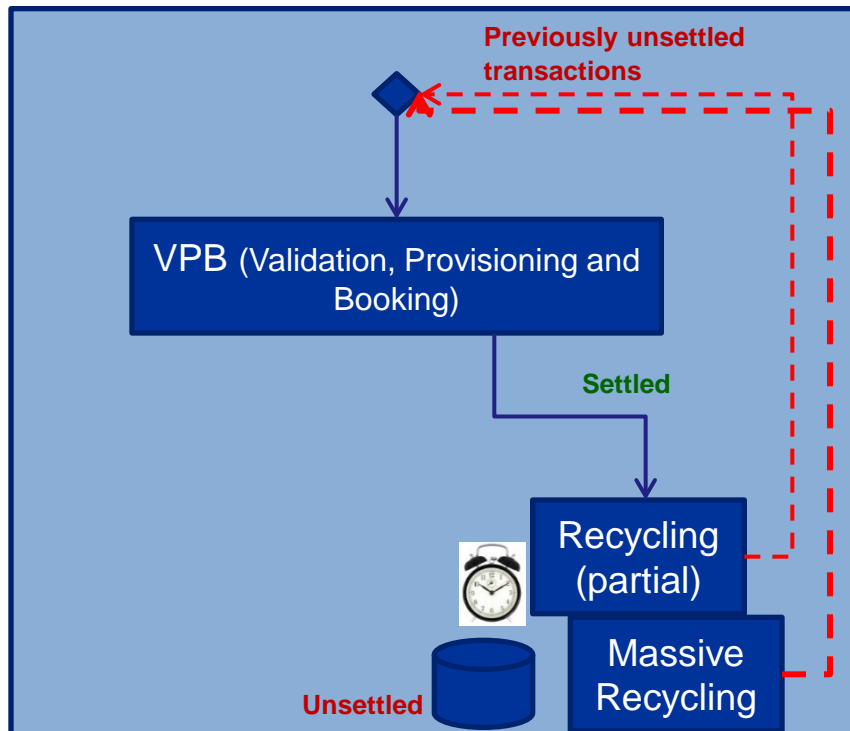 Previously unsettled
transactions
VPB (Validation, Provisioning and
Booking)
Settled
Recycling
(partial)
Massive
Recycling
Unsettled